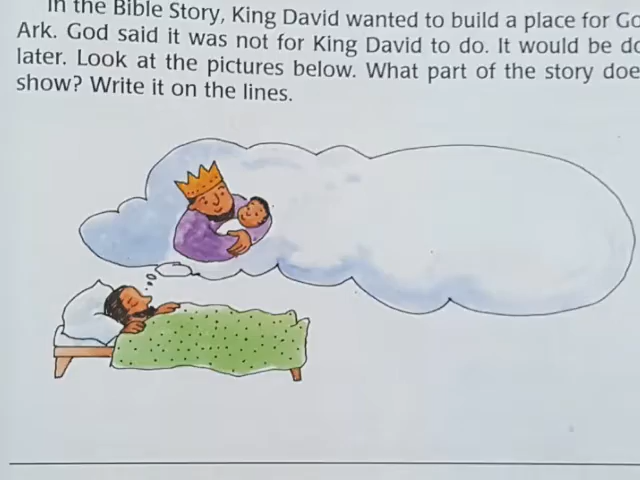 In the Bible Story, King David wanted to build a place for
Ark. God said it was not for King David to do. It would be
later. Look at the pictures below. What part of the story
show? Write it on the lines.